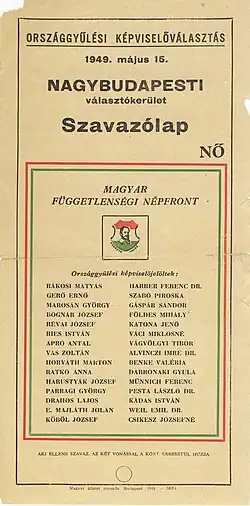 ORSZÁGGYŰLÉSI KÉPVISELŐVÁLASZTÁS
1949. május 15.
NAGYBUDAPESTI
választókerület
Szavazólap
NŐ
MAGYAR
FÜGGETLENSÉGI NÉPFRONT
Országgyűlési képviselőjelöltek:
RÁKOSI MÁTYÁS
GERŐ ERNŐ
MAROSÁN GYÖRGY
BOGNÁR JÓZSEF
RÉVAI JÓZSEF
RIES ISTVÁN
APRÓ ANTAL
VAS ZOLTÁN
HORVÁTH MÁRTON
RATKÓ ANNA
HARUSTYÁK JÓZSEF
PARRAGI GYÖRGY
DRAHOS LAJOS
E. MAJLÁTH JOLÁN
KÖBÖL JÓZSEF
HARRER FERENC DR.
SZABÓ PIROSKA
GÁSPÁR SÁNDOR
FÖLDES MIHÁLY
KATONA JENŐ
VÁCI MIKLÓSNÉ
VÁGVÖLGYI TIBOR
ALVINCZI IMRE DR.
BENKE VALÉRIA
DABRONAKI GYULA
MÜNNICH FERENC
PESTA LÁSZLÓ DR.
KÁDAS ISTVÁN
WEIL EMIL DR.
CSIKESZ JÓZSEFNÉ
AKI ELLENE SZAVAZ, AZ KÉT VONÁSSAL A KÖRT KERESZTÜL HÚZZA.